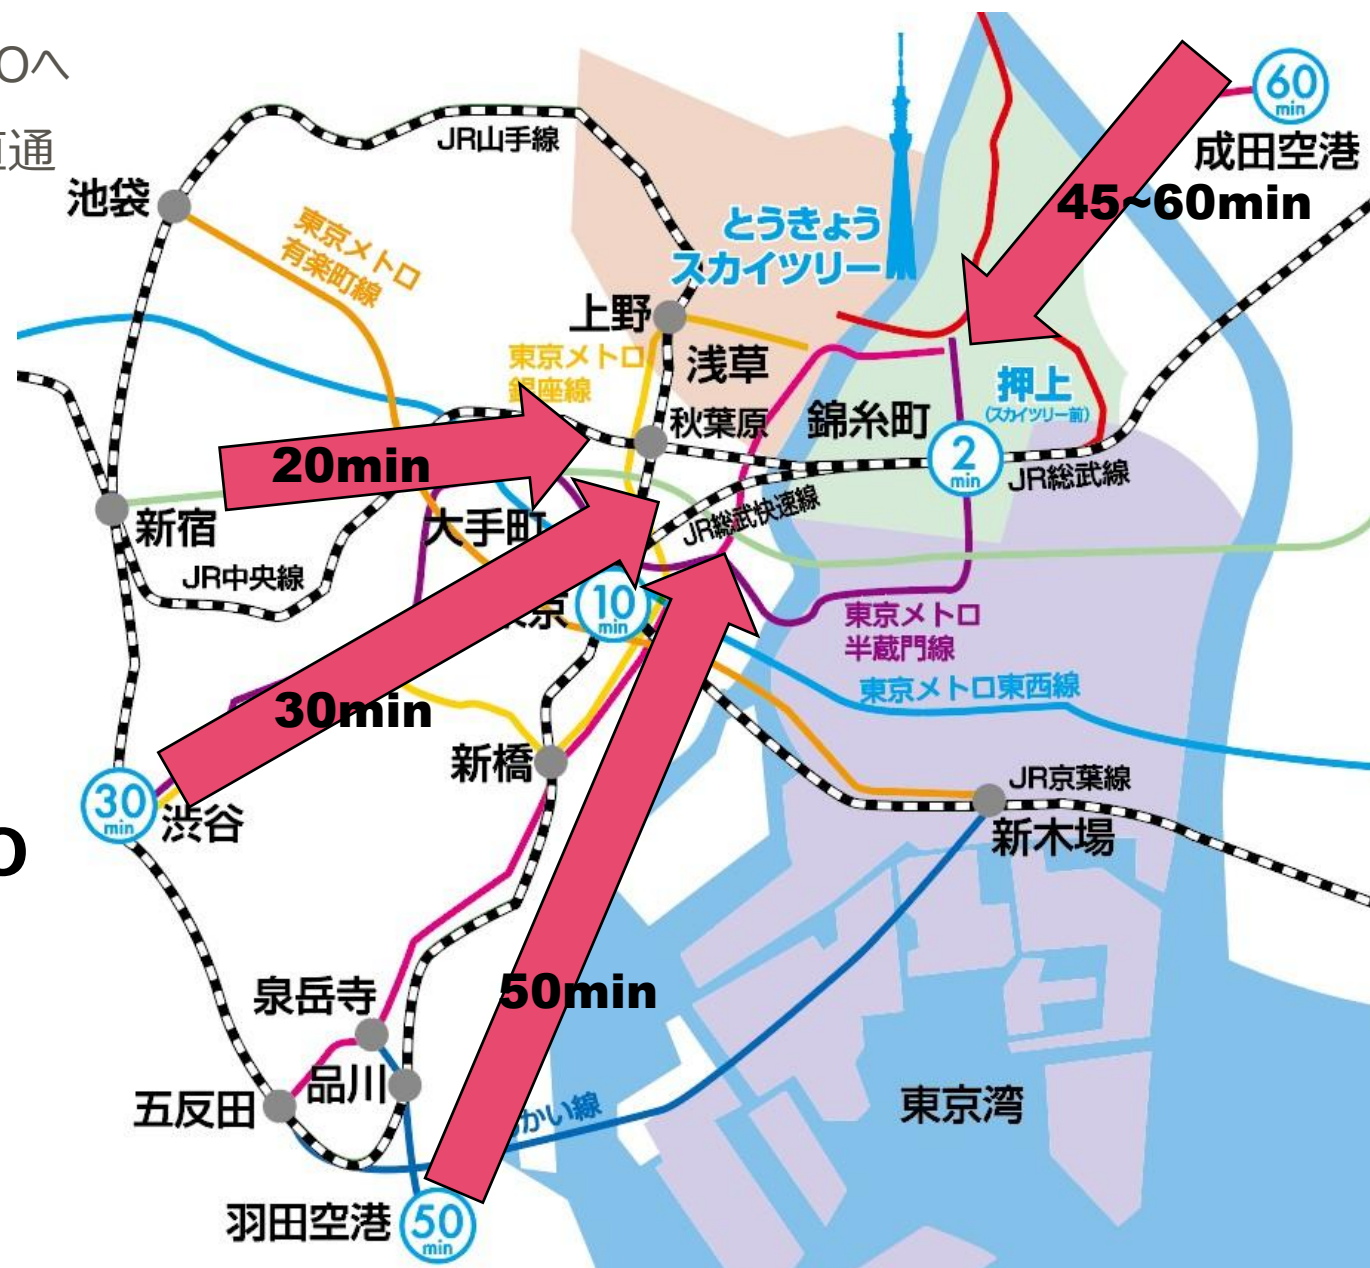 Oへ
直通
60
min
成田空港
JR山手線
45~60min
池袋
東京メトロ
有楽町線
とうきょう
スカイツリー
上野
東京メトロ
銀座線
浅草
秋葉原
錦糸町
押上
(スカイツリー前)
20min
2
min
JR総武線
新宿
大手町
JR総武快速線
JR中央線
東京
10
min
東京メトロ
半蔵門線
東京メトロ東西線
30min
新橋
JR京葉線
30
min
渋谷
新木場
O
泉岳寺
50min
品川
五反田
かい線
東京湾
羽田空港
50
min